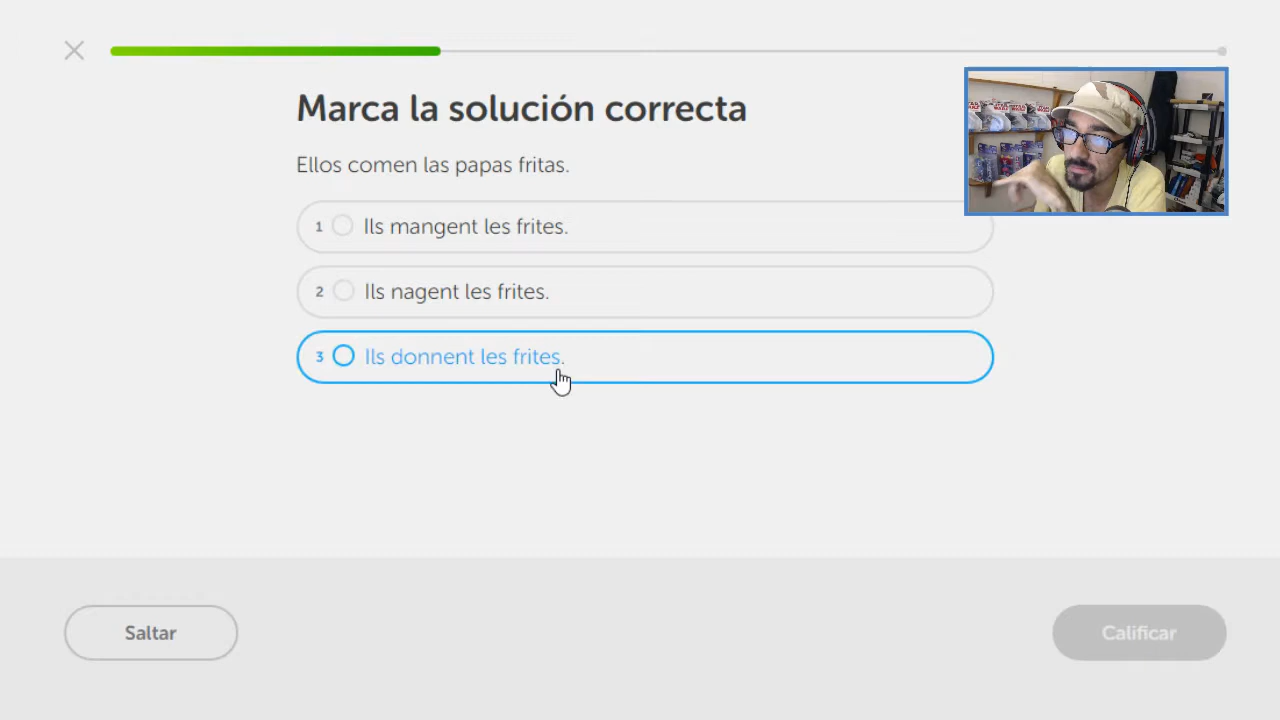 Marca la solución correcta
Ellos comen las papas fritas.
1 Ils mangent les frites.
2 Ils nagent les frites.
3 Ils donnent les frites.
Saltar
Calificar